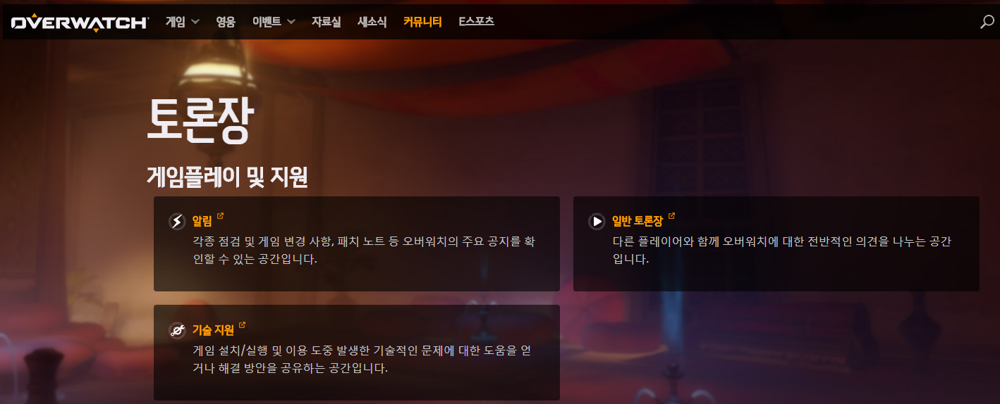 OVERWATCH 게임 영웅 이벤트 자료실 새소식 커뮤니티 E스포츠
토론장
게임플레이 및 지원
알림
각종 점검 및 게임 변경 사항, 패치 노트 등 오버워치의 주요 공지를 확
인할 수 있는 공간입니다.
일반 토론장
다른 플레이어와 함께 오버워치에 대한 전반적인 의견을 나누는 공간
입니다.
기술 지원
게임 설치/실행 및 이용 도중 발생한 기술적인 문제에 대한 도움을 얻
거나 해결 방안을 공유하는 공간입니다.